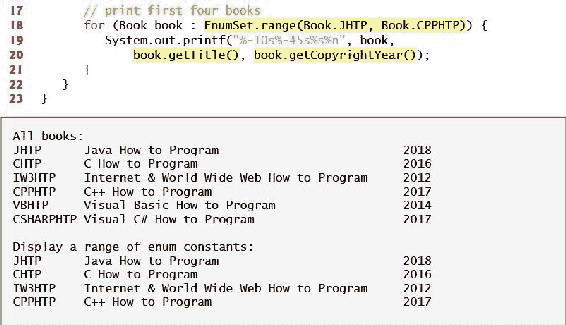 17 // print first four books
18 for (Book book : EnumSet.range(Book.JHTP, Book.CPPHTP)) {
19 System.out.printf("%-10s%-45s%s%n", book,
20 book.getTitle(), book.getCopyrightYear());
21 }
22 }
23 }
All books:
JHTP Java How to Program 2018
CHTP C How to Program 2016
IW3HTP Internet & World Wide Web How to Program 2012
CPPHTP C++ How to Program 2017
VBHTP Visual Basic How to Program 2014
CSHARPHTP Visual C# How to Program 2017
Display a range of enum constants:
JHTP Java How to Program 2018
CHTP C How to Program 2016
IW3HTP Internet & World Wide Web How to Program 2012
CPPHTP C++ How to Program 2017